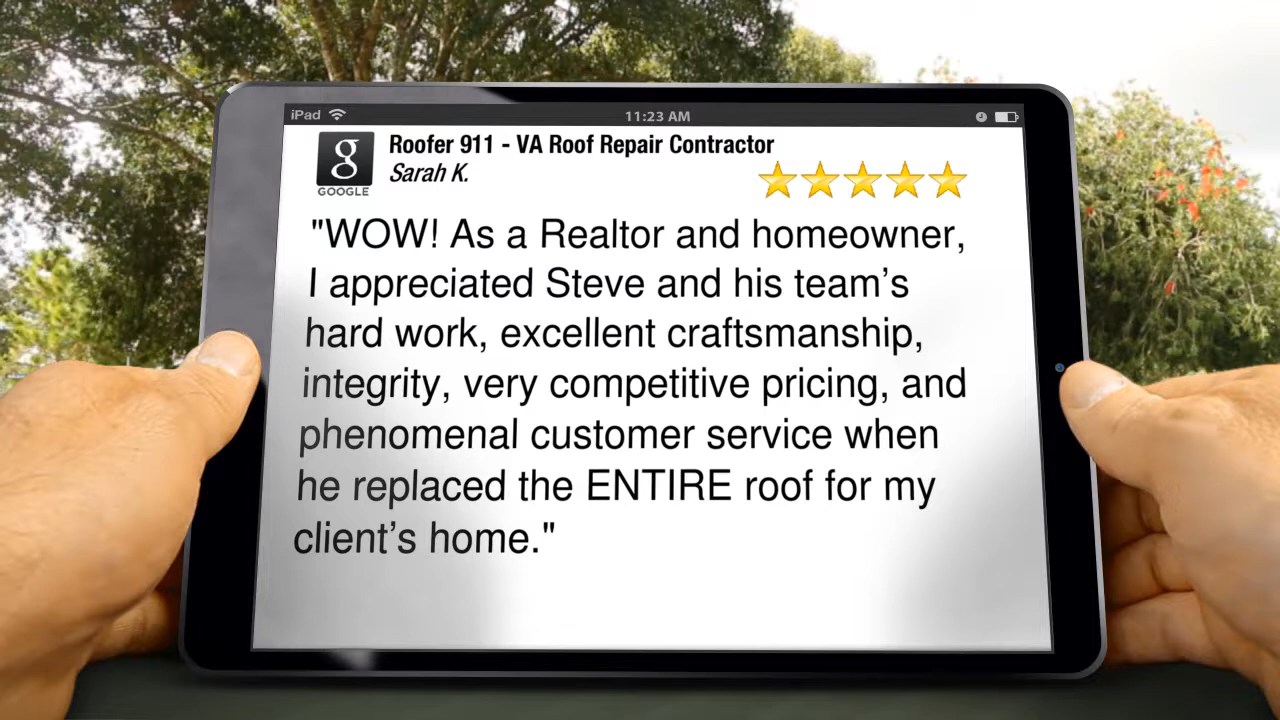 iPad 11:23 AM
g Roofer 911 - VA Roof Repair Contractor
GOOGLE Sarah K.
"WOW! As a Realtor and homeowner,
I appreciated Steve and his team’s
hard work, excellent craftsmanship,
integrity, very competitive pricing, and
phenomenal customer service when
he replaced the ENTIRE roof for my
client’s home."